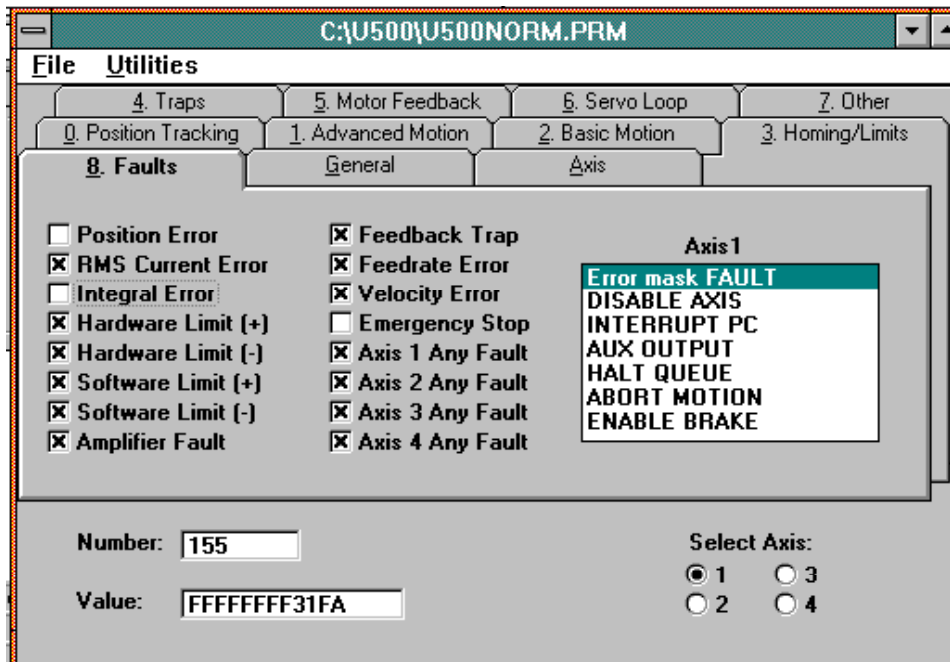 C:\U500\U500NORM.PRM
File Utilities
4. Traps 5. Motor Feedback 6. Servo Loop 7. Other
0. Position Tracking 1. Advanced Motion 2. Basic Motion 3. Homing/Limits
8. Faults General Axis
Position Error
RMS Current Error
Integral Error
Hardware Limit (+)
Hardware Limit (-)
Software Limit (+)
Software Limit (-)
Amplifier Fault
Feedback Trap
Feedrate Error
Velocity Error
Emergency Stop
Axis 1 Any Fault
Axis 2 Any Fault
Axis 3 Any Fault
Axis 4 Any Fault
Axis1
Error mask FAULT
DISABLE AXIS
INTERRUPT PC
AUX OUTPUT
HALT QUEUE
ABORT MOTION
ENABLE BRAKE
Number: 155
Value: FFFFFFFF31FA
Select Axis:
1 3
2 4